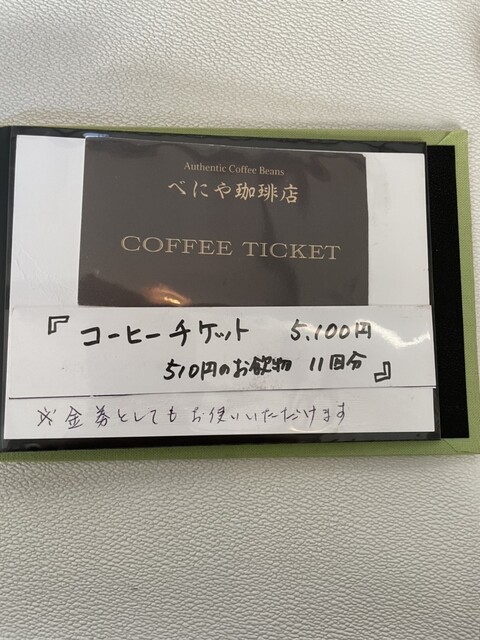 Authentic Coffee Beans
べにや珈琲店
COFFEE TICKET
『コーヒーチケット 5,100円
510円のお飲物 11回分』
※金券としてもお使いいただけます